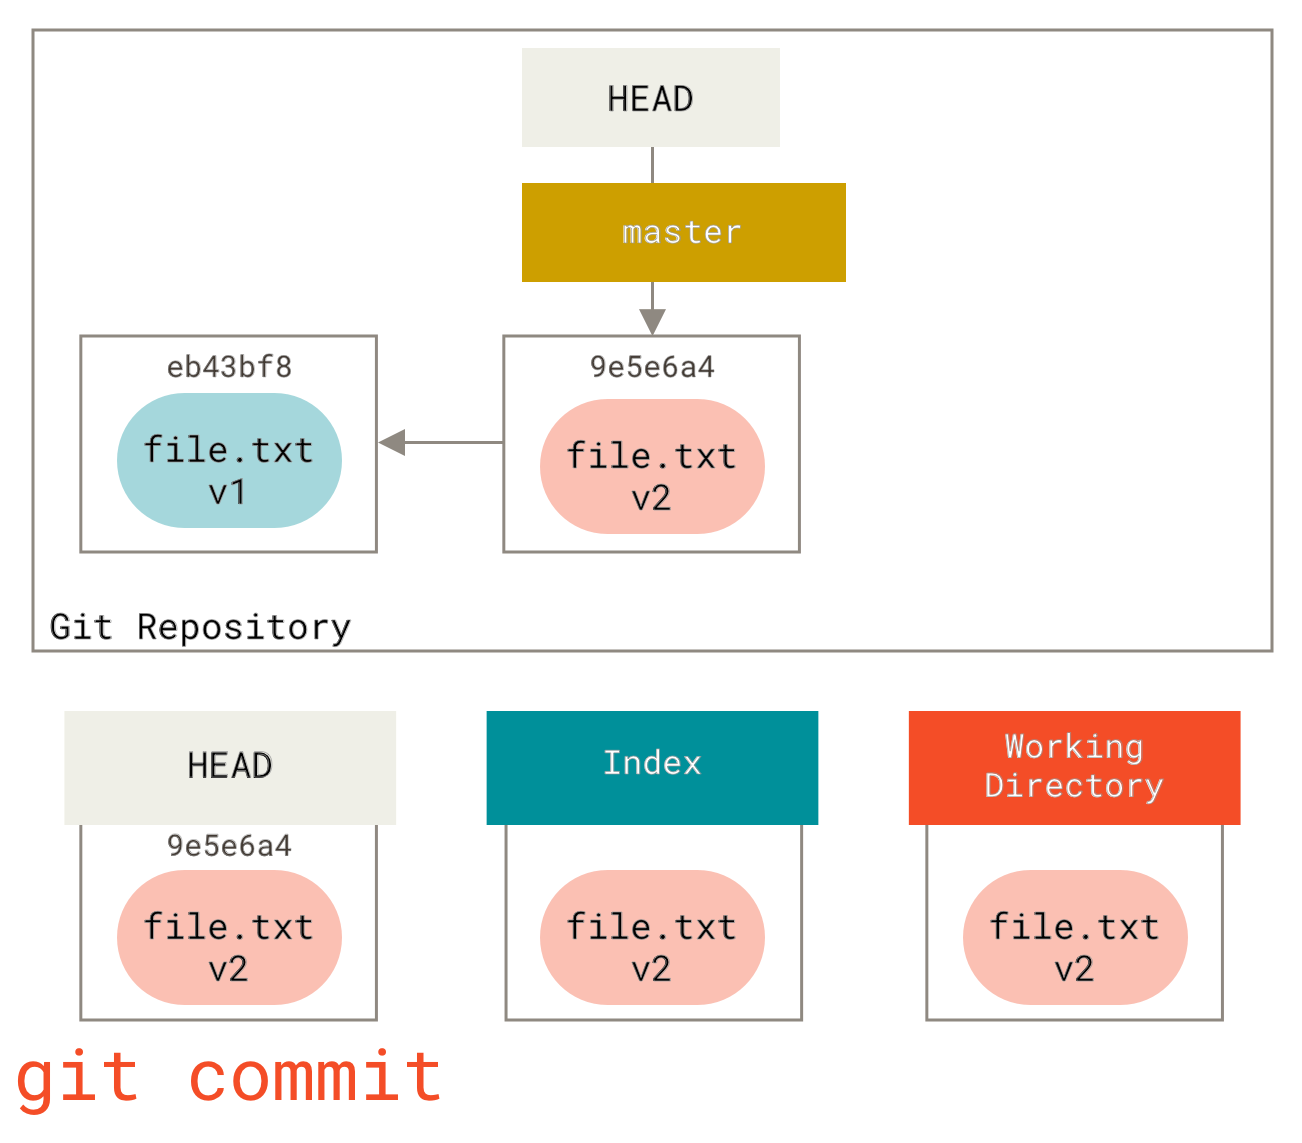 HEAD
master
eb43bf8
file.txt
v1
9e5e6a4
file.txt
v2
Git Repository
HEAD
9e5e6a4
file.txt
v2
Index
file.txt
v2
Working
Directory
file.txt
v2
git commit